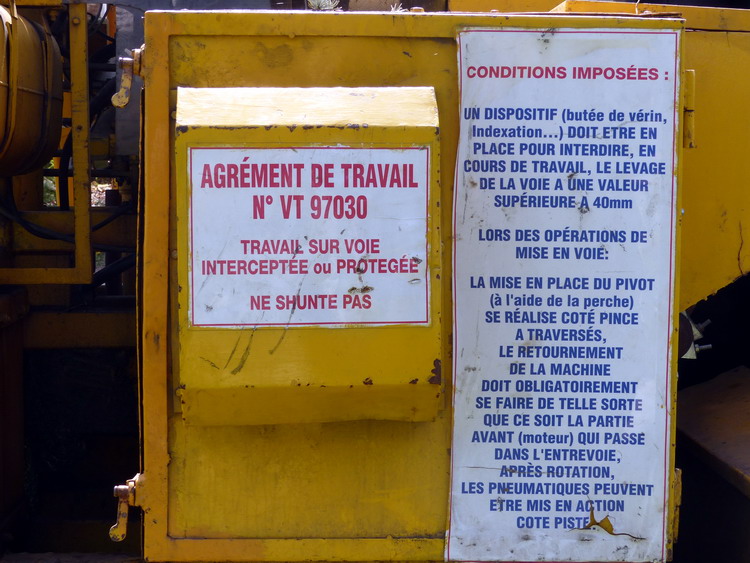 AGRÉMENT DE TRAVAIL
N° VT 97030
TRAVAIL SUR VOIE
INTERCEPTÉE ou PROTEGÉE
NE SHUNTE PAS
CONDITIONS IMPOSÉES :
UN DISPOSITIF (butée de vérin,
Indexation...) DOIT ETRE EN
PLACE POUR INTERDIRE, EN
COURS DE TRAVAIL, LE LEVAGE
DE LA VOIE A UNE VALEUR
SUPÉRIEURE À 40mm
LORS DES OPÉRATIONS DE
MISE EN VOIE:
LA MISE EN PLACE DU PIVOT
(à l'aide de la perche)
SE RÉALISE COTÉ PINCE
A TRAVERSÉS,
LE RETOURNEMENT
DE LA MACHINE
DOIT OBLIGATOIREMENT
SE FAIRE DE TELLE SORTE
QUE CE SOIT LA PARTIE
AVANT (moteur) QUI PASSE
DANS L'ENTREVOIE,
APRÈS ROTATION,
LES PNEUMATIQUES PEUVENT
ETRE MIS EN ACTION
COTE PISTE